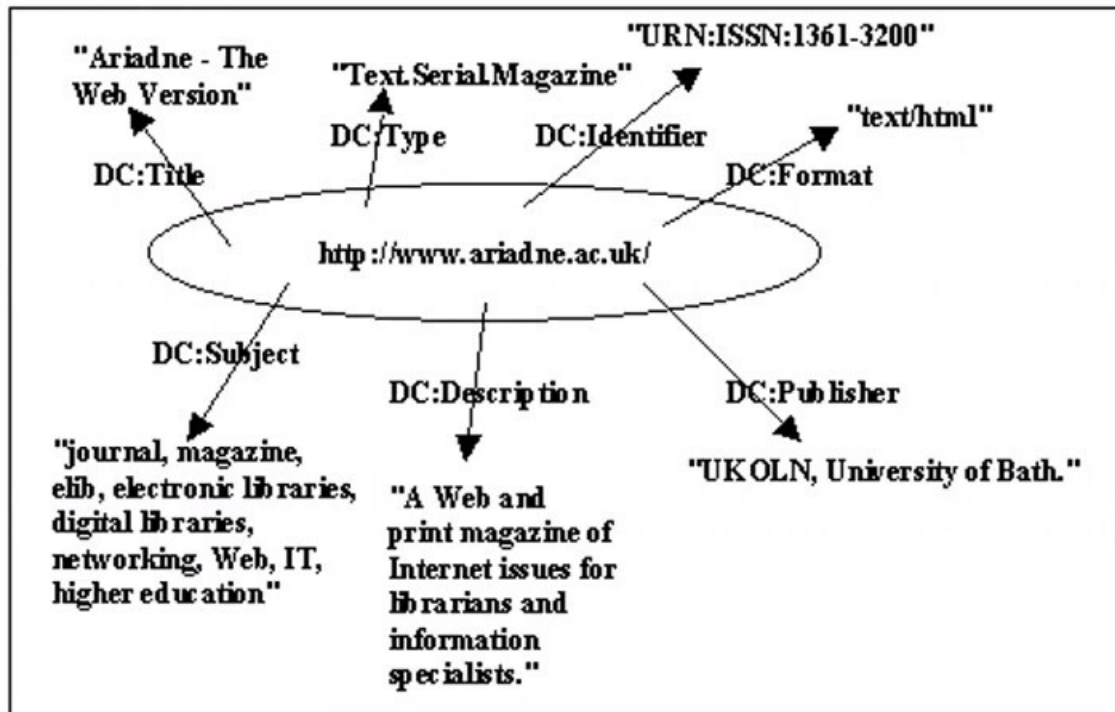 "Ariadne - The
Web Version"
"Text.Serial.Magazine"
"URN:ISSN:1361-3200"
"text/html"
DC:Title
DC:Type
DC:Identifier
DC:Format
http://www.ariadne.ac.uk/
DC:Subject
DC:Description
DC:Publisher
"journal, magazine,
elib, electronic libraries,
digital libraries,
networking, Web, IT,
higher education"
"A Web and
print magazine of
Internet issues for
librarians and
information
specialists."
"UKOLN, University of Bath."